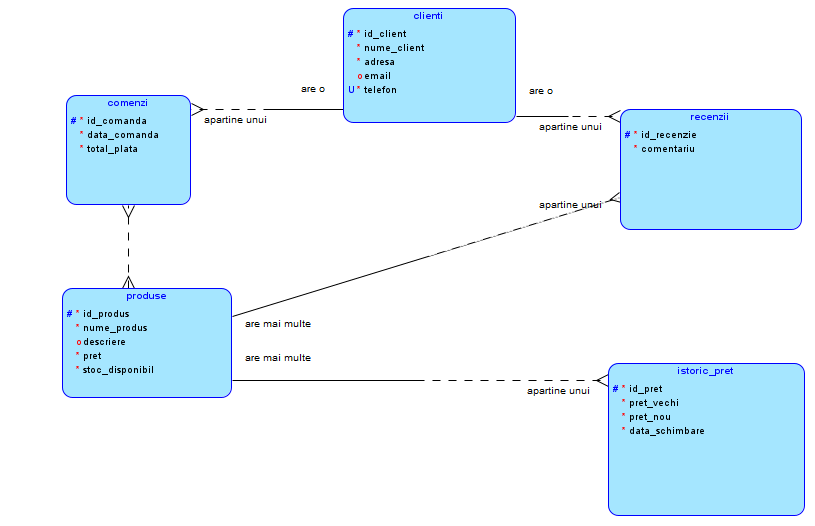 clienti
# * id_client
* nume_client
* adresa
o email
U * telefon
are o
apartine unui
are o
apartine unui
comenzi
# * id_comanda
* data_comanda
* total_plata
recenzii
# * id_recenzie
* comentariu
apartine unui
produse
# * id_produs
* nume_produs
o descriere
* pret
* stoc_disponibil
are mai multe
are mai multe
apartine unui
istoric_pret
# * id_pret
* pret_vechi
* pret_nou
* data_schimbare